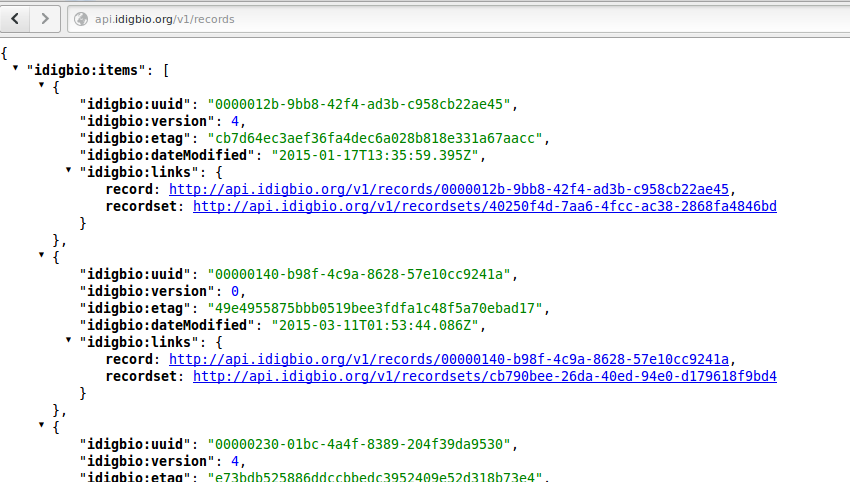 api.idigbio.org/v1/records
{
"idigbio:items": [
{
"idigbio:uuid": "0000012b-9bb8-42f4-ad3b-c958cb22ae45",
"idigbio:version": 4,
"idigbio:etag": "cb7d64ec3aef36fa4dec6a028b818e331a67aacc",
"idigbio:dateModified": "2015-01-17T13:35:59.395Z",
"idigbio:links": {
record: http://api.idigbio.org/v1/records/0000012b-9bb8-42f4-ad3b-c958cb22ae45,
recordset: http://api.idigbio.org/v1/recordsets/40250f4d-7aa6-4fcc-ac38-2868fa4846bd
}
},
{
"idigbio:uuid": "00000140-b98f-4c9a-8628-57e10cc9241a",
"idigbio:version": 0,
"idigbio:etag": "49e4955875bbb0519bee3fdfa1c48f5a70ebad17",
"idigbio:dateModified": "2015-03-11T01:53:44.086Z",
"idigbio:links": {
record: http://api.idigbio.org/v1/records/00000140-b98f-4c9a-8628-57e10cc9241a,
recordset: http://api.idigbio.org/v1/recordsets/cb790bee-26da-40ed-94e0-d179618f9bd4
}
},
{
"idigbio:uuid": "00000230-01bc-4a4f-8389-204f39da9530",
"idigbio:version": 4,
"idigbio:etag": "e73bdb525886ddccbbedc3952409e52d318b73e4",